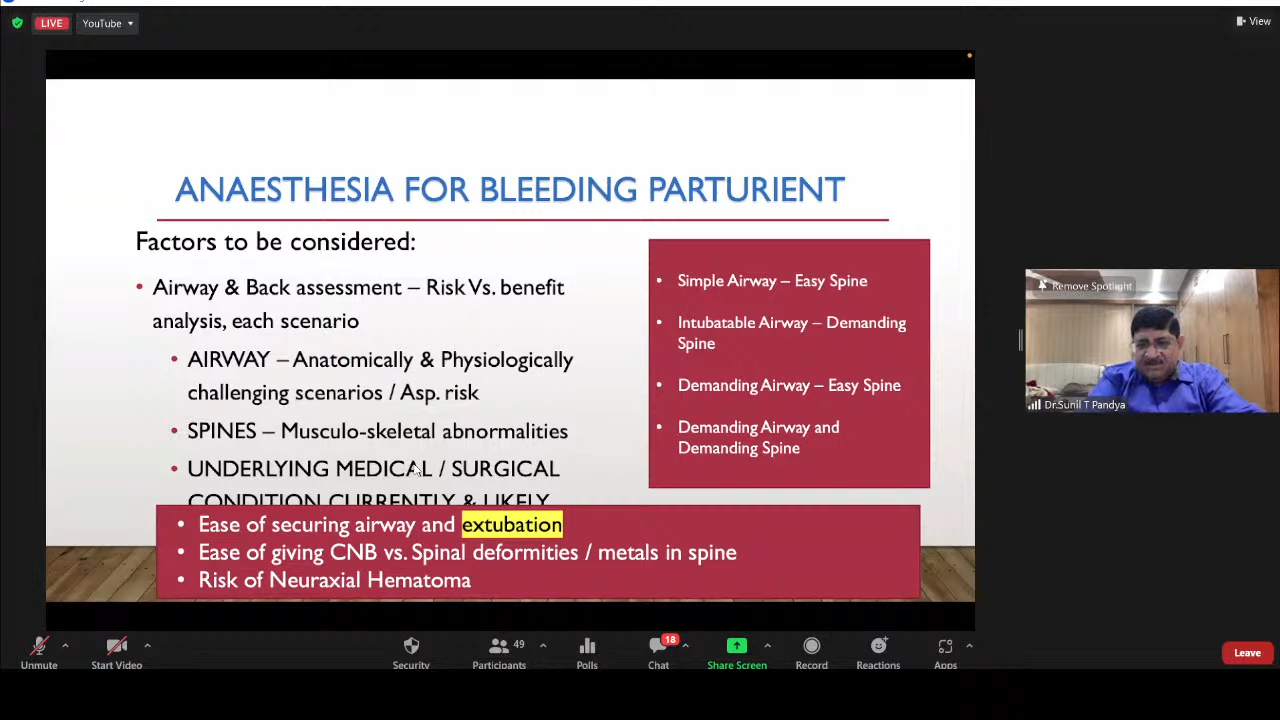 LIVE
YouTube
View
ANAESTHESIA FOR BLEEDING PARTURIENT
Factors to be considered:
• Airway & Back assessment – Risk Vs. benefit
analysis, each scenario
• AIRWAY – Anatomically & Physiologically
challenging scenarios / Asp. risk
• SPINES – Musculo-skeletal abnormalities
• UNDERLYING MEDICAL / SURGICAL
CONDITION CURRENTLY & LIKELY
• Simple Airway – Easy Spine
• Intubatable Airway – Demanding
Spine
• Demanding Airway – Easy Spine
• Demanding Airway and
Demanding Spine
• Ease of securing airway and extubation
• Ease of giving CNB vs. Spinal deformities / metals in spine
• Risk of Neuraxial Hematoma
Remove Spotlight
Dr.Sunil T Pandya
Unmute
Start Video
Security
49
Participants
Polls
18
Chat
Share Screen
Record
Reactions
Apps
Leave